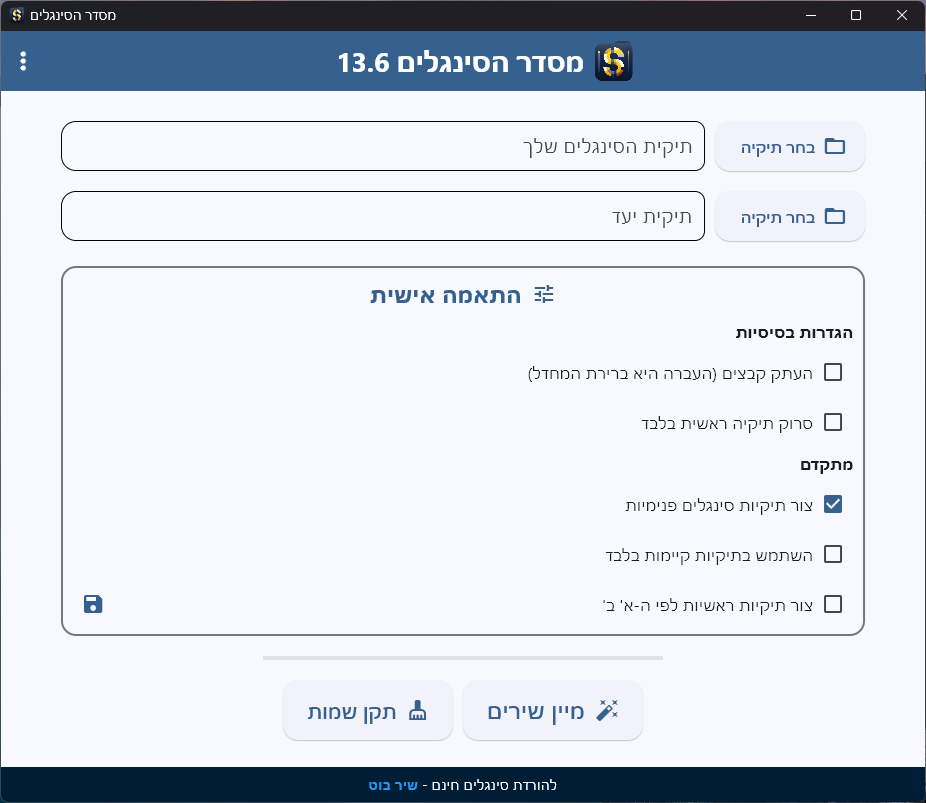 מסדר הסינגלים
מסדר הסינגלים 13.6
בחר תיקיה
תיקית הסינגלים שלך
בחר תיקיה
תיקית יעד
התאמה אישית
הגדרות בסיסיות
העתק קבצים (העברה היא ברירת המחדל)
סרוק תיקיה ראשית בלבד
מתקדם
צור תיקיות סינגלים פנימיות
השתמש בתיקיות קיימות בלבד
צור תיקיות ראשיות לפי ה-א' ב'
מיין שירים
תקן שמות
להורדת סינגלים חינם - שיר בוט